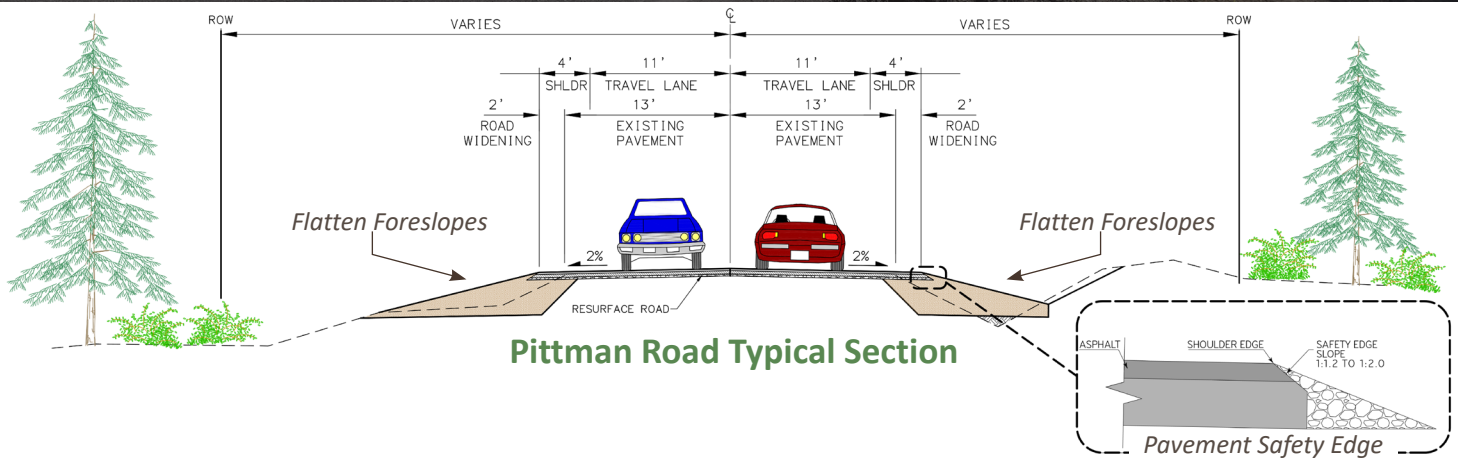 ROW
VARIES
℄
VARIES
ROW
4'
11'
11'
4'
SHLDR
TRAVEL LANE
TRAVEL LANE
SHLDR
2'
13'
13'
2'
ROAD
WIDENING
EXISTING
PAVEMENT
EXISTING
PAVEMENT
ROAD
WIDENING
Flatten Foreslopes
Flatten Foreslopes
2%
2%
RESURFACE ROAD
Pittman Road Typical Section
ASPHALT
SHOULDER EDGE
SAFETY EDGE
SLOPE
1:1.2 TO 1:2.0
Pavement Safety Edge